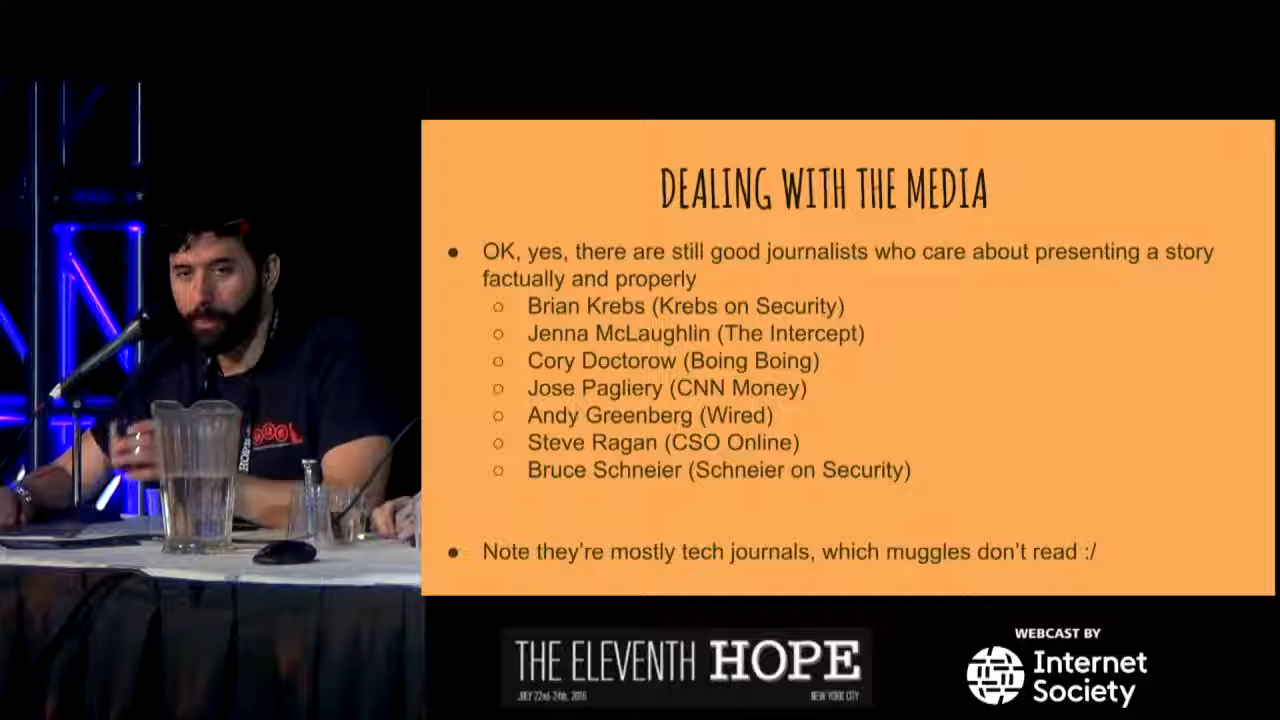 DEALING WITH THE MEDIA
● OK, yes, there are still good journalists who care about presenting a story
factually and properly
○ Brian Krebs (Krebs on Security)
○ Jenna McLaughlin (The Intercept)
○ Cory Doctorow (Boing Boing)
○ Jose Pagliery (CNN Money)
○ Andy Greenberg (Wired)
○ Steve Ragan (CSO Online)
○ Bruce Schneier (Schneier on Security)
● Note they're mostly tech journals, which muggles don't read :/
HOPE
THE ELEVENTH HOPE
JULY 22nd-24th, 2016
NEW YORK CITY
WEBCAST BY
Internet
Society